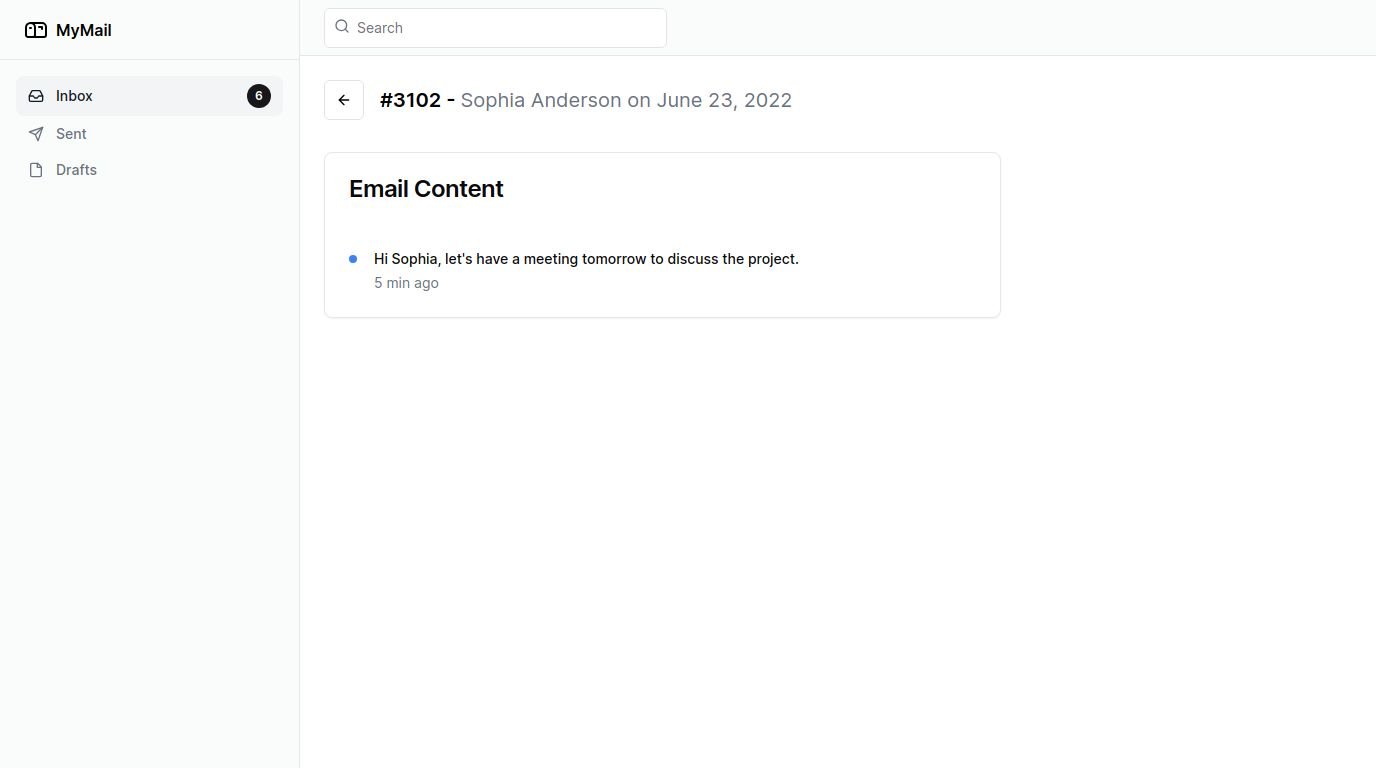 MyMail
Inbox
6
Sent
Drafts
Search
#3102 - Sophia Anderson on June 23, 2022
Email Content
Hi Sophia, let's have a meeting tomorrow to discuss the project.
5 min ago